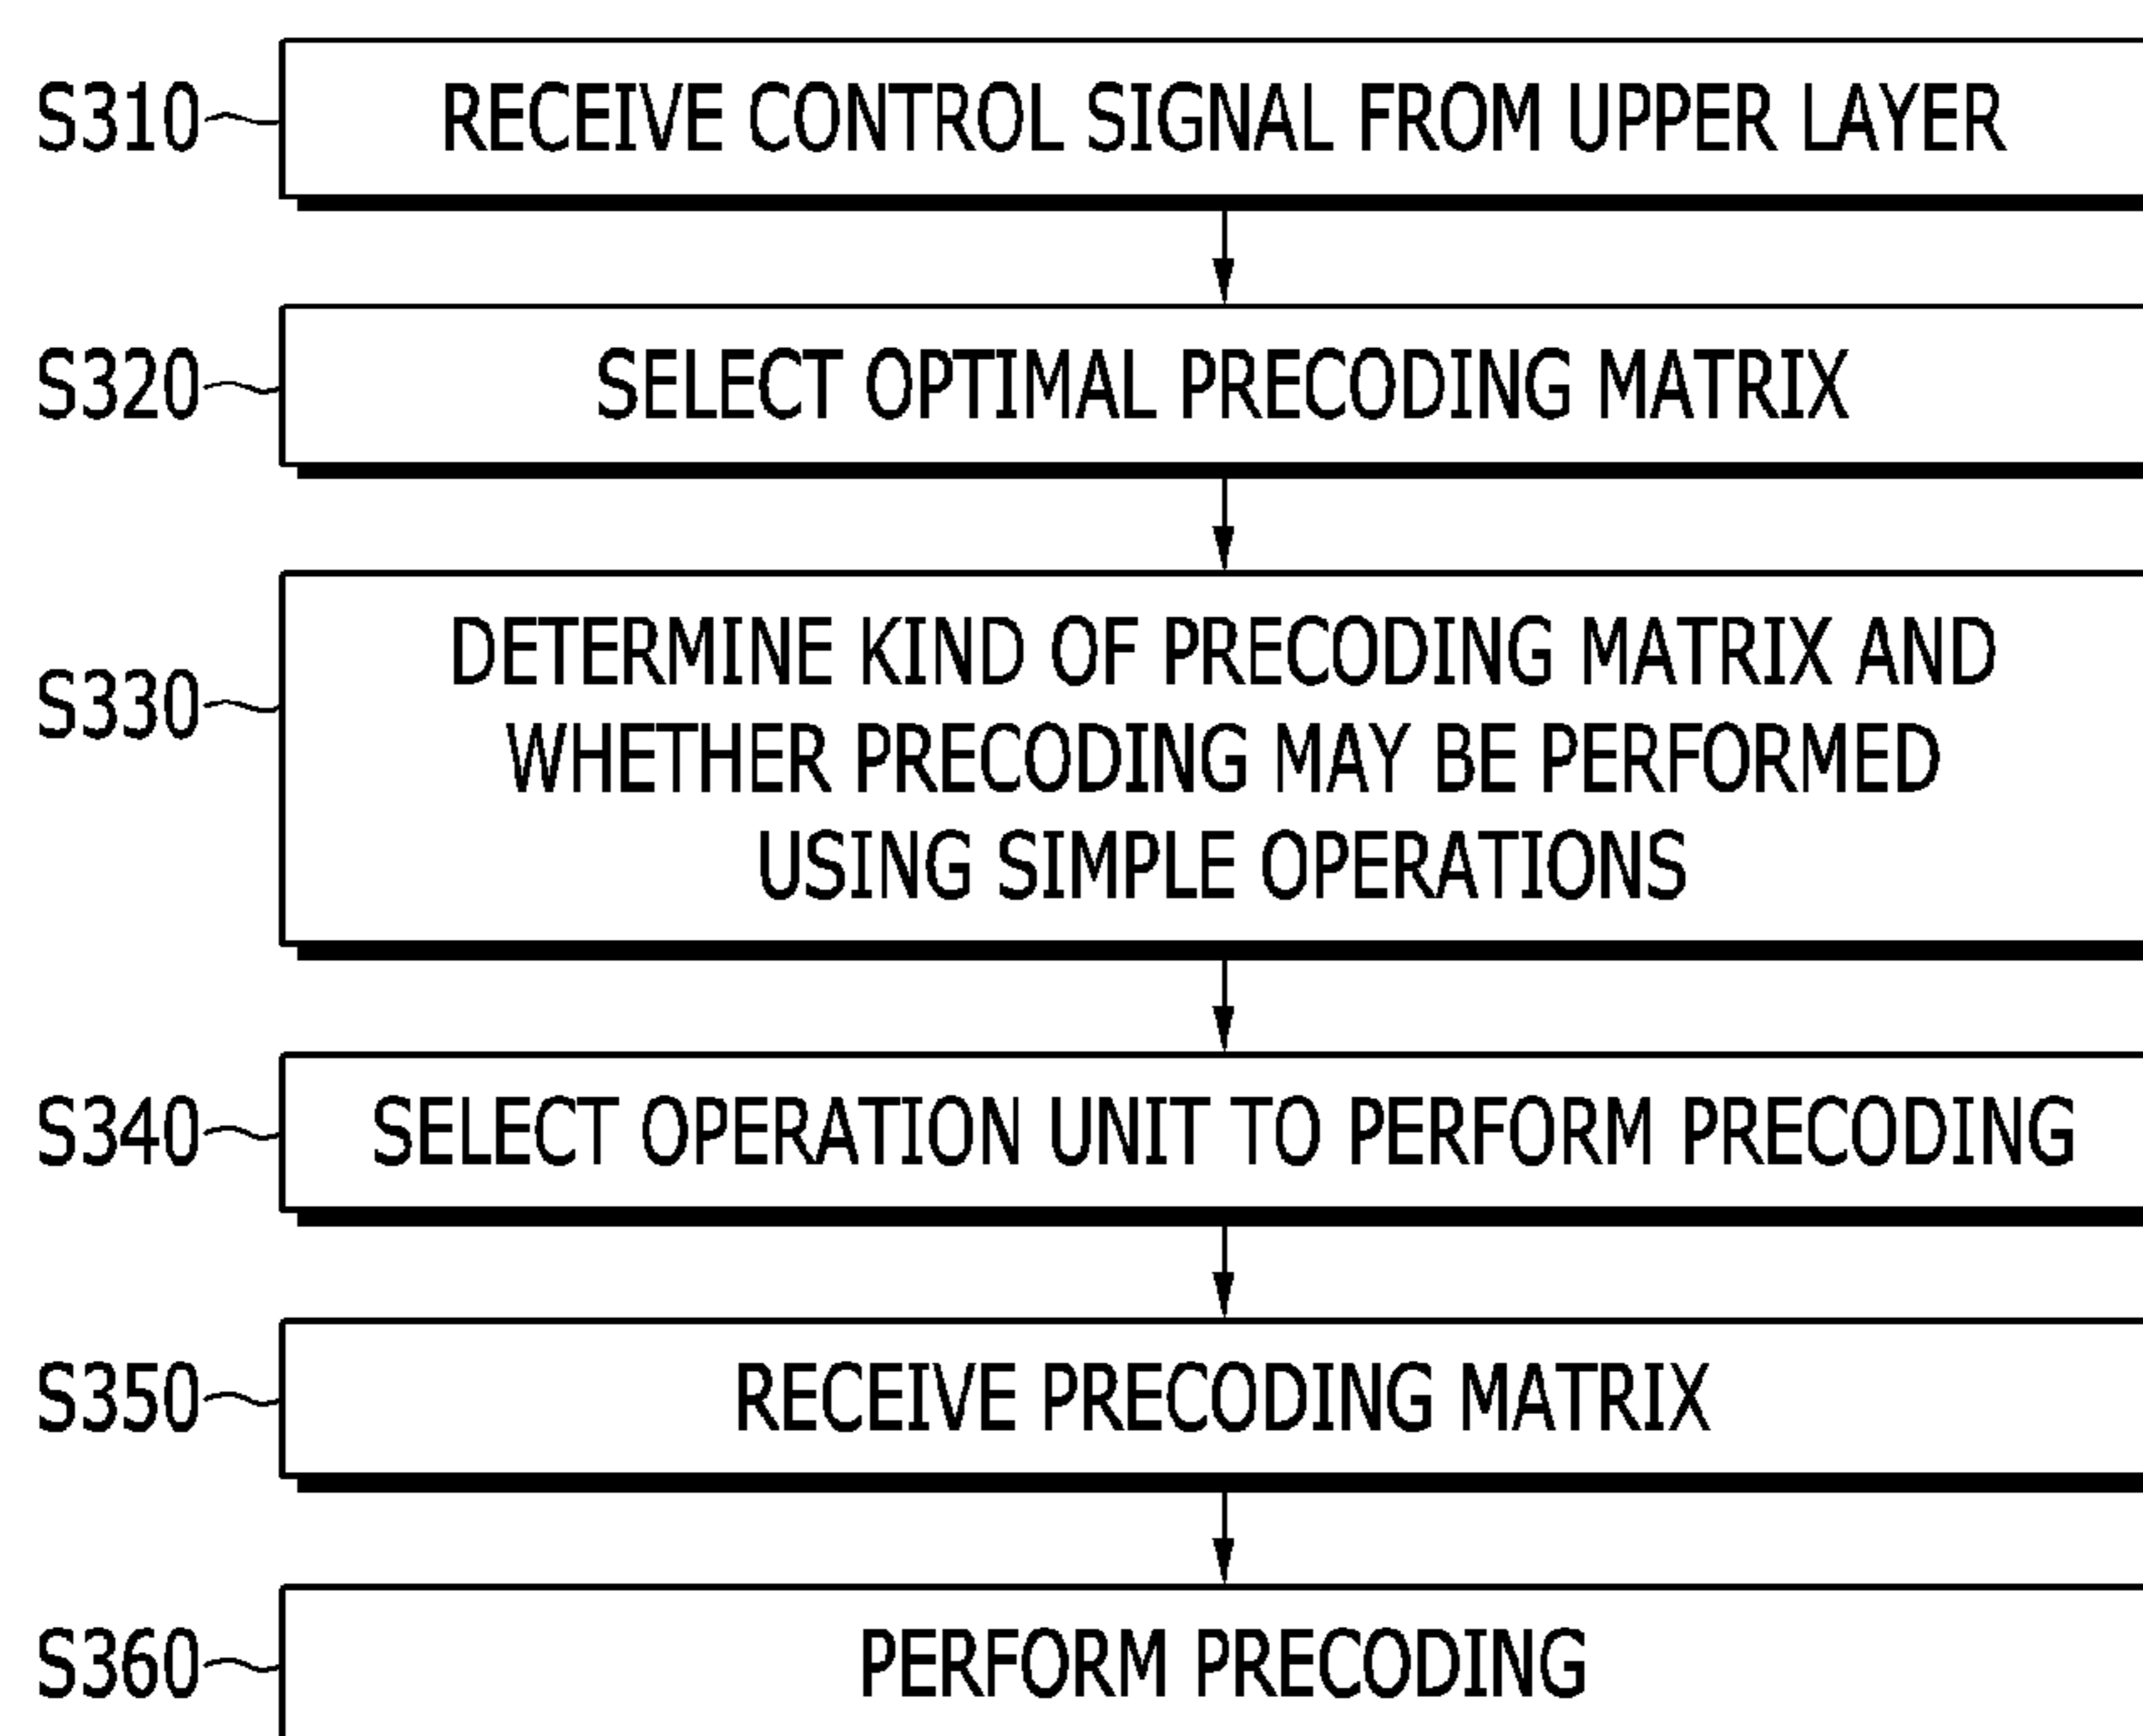 S310 RECEIVE CONTROL SIGNAL FROM UPPER LAYER
S320 SELECT OPTIMAL PRECODING MATRIX
DETERMINE KIND OF PRECODING MATRIX AND
S330 WHETHER PRECODING MAY BE PERFORMED
USING SIMPLE OPERATIONS
S340 SELECT OPERATION UNIT TO PERFORM PRECODING
S350 RECEIVE PRECODING MATRIX
S360 PERFORM PRECODING